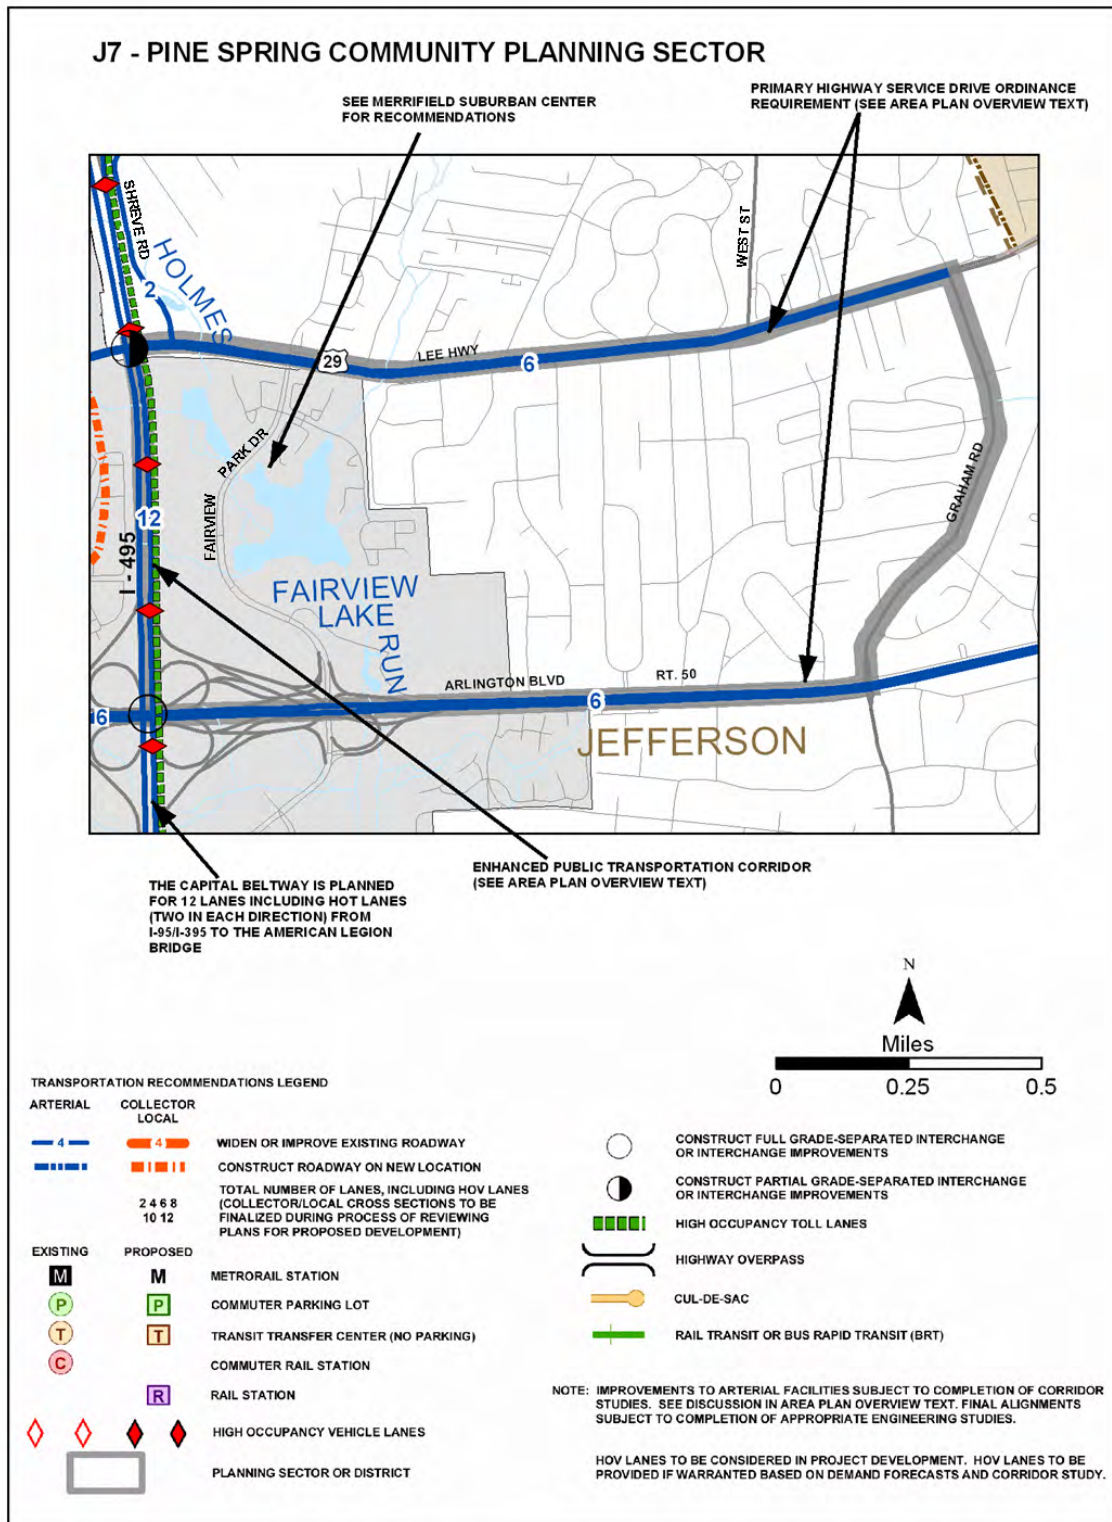 J7 - PINE SPRING COMMUNITY PLANNING SECTOR
SEE MERRIFIELD SUBURBAN CENTER
FOR RECOMMENDATIONS
PRIMARY HIGHWAY SERVICE DRIVE ORDINANCE
REQUIREMENT (SEE AREA PLAN OVERVIEW TEXT)
SHREVE RD
HOLMES
2
WEST ST
LEE HWY
29
6
PARK DR
FAIRVIEW
GRAHAM RD
12
I - 495
FAIRVIEW
LAKE
RUN
ARLINGTON BLVD
RT. 50
6
6
JEFFERSON
ENHANCED PUBLIC TRANSPORTATION CORRIDOR
(SEE AREA PLAN OVERVIEW TEXT)
THE CAPITAL BELTWAY IS PLANNED
FOR 12 LANES INCLUDING HOT LANES
(TWO IN EACH DIRECTION) FROM
I-95/I-395 TO THE AMERICAN LEGION
BRIDGE
N
Miles
0 0.25 0.5
TRANSPORTATION RECOMMENDATIONS LEGEND
ARTERIAL COLLECTOR
LOCAL
4 4 WIDEN OR IMPROVE EXISTING ROADWAY
CONSTRUCT ROADWAY ON NEW LOCATION
TOTAL NUMBER OF LANES, INCLUDING HOV LANES
2 4 6 8 (COLLECTOR/LOCAL CROSS SECTIONS TO BE
10 12 FINALIZED DURING PROCESS OF REVIEWING
PLANS FOR PROPOSED DEVELOPMENT)
EXISTING PROPOSED
M M METRORAIL STATION
P P COMMUTER PARKING LOT
T T TRANSIT TRANSFER CENTER (NO PARKING)
C COMMUTER RAIL STATION
R RAIL STATION
HIGH OCCUPANCY VEHICLE LANES
PLANNING SECTOR OR DISTRICT
CONSTRUCT FULL GRADE-SEPARATED INTERCHANGE
OR INTERCHANGE IMPROVEMENTS
CONSTRUCT PARTIAL GRADE-SEPARATED INTERCHANGE
OR INTERCHANGE IMPROVEMENTS
HIGH OCCUPANCY TOLL LANES
HIGHWAY OVERPASS
CUL-DE-SAC
RAIL TRANSIT OR BUS RAPID TRANSIT (BRT)
NOTE: IMPROVEMENTS TO ARTERIAL FACILITIES SUBJECT TO COMPLETION OF CORRIDOR
STUDIES. SEE DISCUSSION IN AREA PLAN OVERVIEW TEXT. FINAL ALIGNMENTS
SUBJECT TO COMPLETION OF APPROPRIATE ENGINEERING STUDIES.
HOV LANES TO BE CONSIDERED IN PROJECT DEVELOPMENT. HOV LANES TO BE
PROVIDED IF WARRANTED BASED ON DEMAND FORECASTS AND CORRIDOR STUDY.